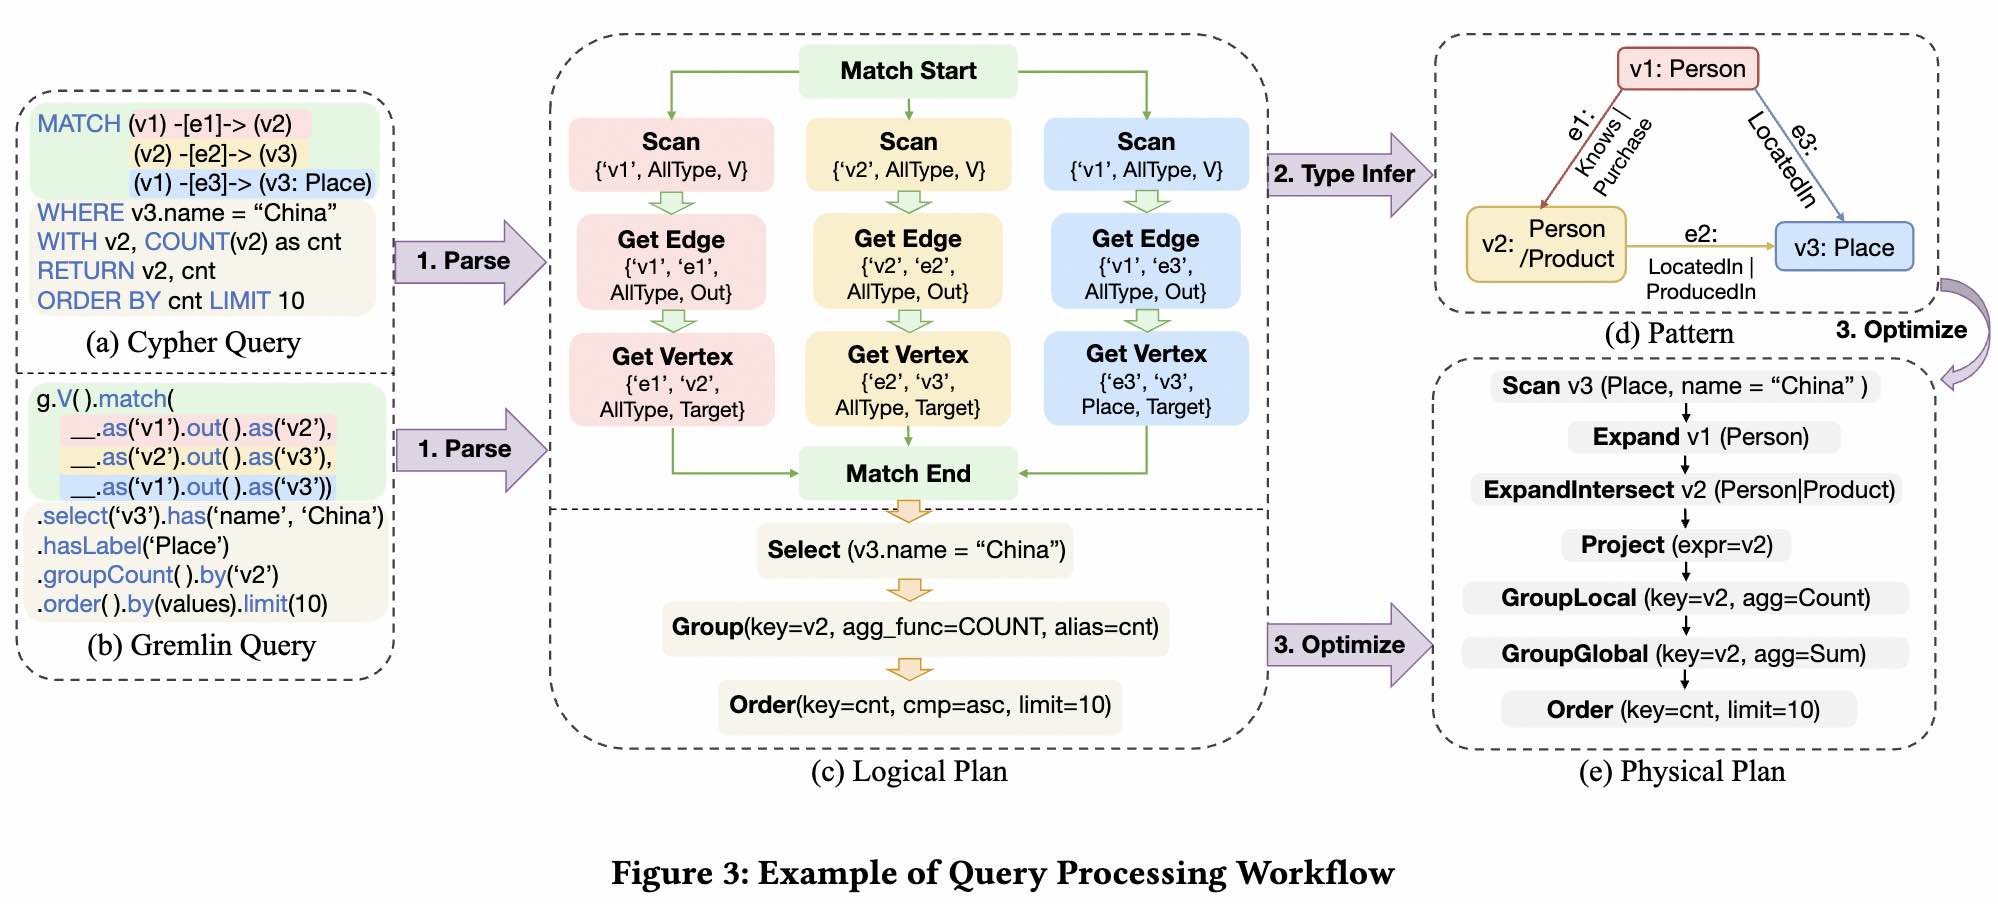 MATCH (v1) -[e1]-> (v2)
(v2) -[e2]-> (v3)
(v1) -[e3]-> (v3: Place)
WHERE v3.name = “China”
WITH v2, COUNT(v2) as cnt
RETURN v2, cnt
ORDER BY cnt LIMIT 10
(a) Cypher Query
g.V( ).match(
__.as(‘v1’).out( ).as(‘v2’),
__.as(‘v2’).out( ).as(‘v3’),
__.as(‘v1’).out( ).as(‘v3’))
.select(‘v3’).has(‘name’, ‘China’)
.hasLabel(‘Place’)
.groupCount( ).by(‘v2’)
.order( ).by(values).limit(10)
(b) Gremlin Query
1. Parse
1. Parse
Match Start
Scan
{‘v1’, AllType, V}
Get Edge
{‘v1’, ‘e1’,
AllType, Out}
Get Vertex
{‘e1’, ‘v2’,
AllType, Target}
Scan
{‘v2’, AllType, V}
Get Edge
{‘v2’, ‘e2’,
AllType, Out}
Get Vertex
{‘e2’, ‘v3’,
AllType, Target}
Scan
{‘v1’, AllType, V}
Get Edge
{‘v1’, ‘e3’,
AllType, Out}
Get Vertex
{‘e3’, ‘v3’,
Place, Target}
Match End
Select (v3.name = “China”)
Group(key=v2, agg_func=COUNT, alias=cnt)
Order(key=cnt, cmp=asc, limit=10)
(c) Logical Plan
2. Type Infer
3. Optimize
v1: Person
e1:
Knows |
Purchase
e3:
LocatedIn
v2: Person
/Product
e2:
LocatedIn |
ProducedIn
v3: Place
(d) Pattern
3. Optimize
Scan v3 (Place, name = “China” )
Expand v1 (Person)
ExpandIntersect v2 (Person|Product)
Project (expr=v2)
GroupLocal (key=v2, agg=Count)
GroupGlobal (key=v2, agg=Sum)
Order (key=cnt, limit=10)
(e) Physical Plan
Figure 3: Example of Query Processing Workflow